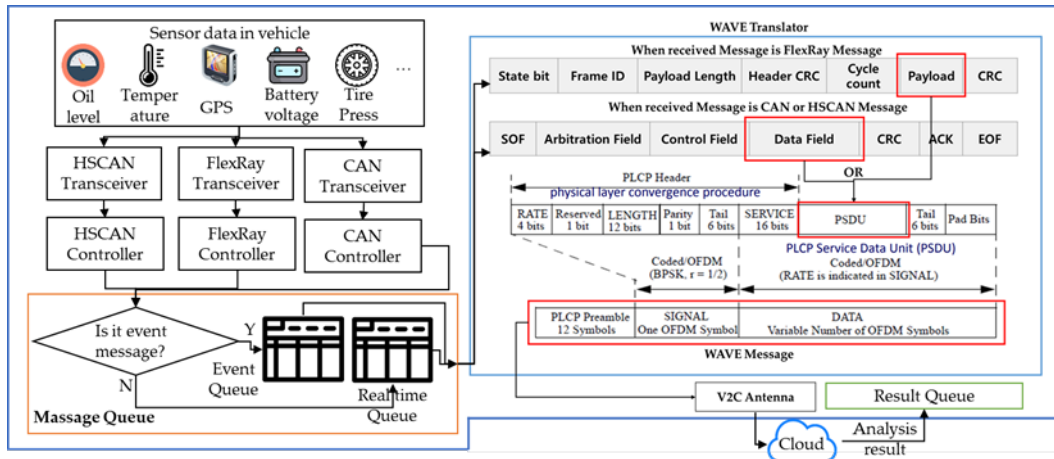 Sensor data in vehicle
Oil
level
Temper
ature
GPS
Battery
voltage
Tire
Press
...
HSCAN
Transceiver
FlexRay
Transceiver
CAN
Transceiver
HSCAN
Controller
FlexRay
Controller
CAN
Controller
Is it event
message?
Y
N
Event
Queue
Real time
Queue
Massage Queue
WAVE Translator
When received Message is FlexRay Message
State bit Frame ID Payload Length Header CRC Cycle count Payload CRC
When received Message is CAN or HSCAN Message
SOF Arbitration Field Control Field Data Field CRC ACK EOF
OR
PLCP Header
physical layer convergence procedure
RATE Reserved LENGTH Parity Tail SERVICE PSDU Tail Pad Bits
4 bits 1 bit 12 bits 1 bit 6 bits 16 bits 6 bits
PLCP Service Data Unit (PSDU)
Coded/OFDM
(BPSK, r = 1/2)
Coded/OFDM
(RATE is indicated in SIGNAL)
PLCP Preamble
12 Symbols
SIGNAL
One OFDM Symbol
DATA
Variable Number of OFDM Symbols
WAVE Message
V2C Antenna
Result Queue
Cloud
Analysis
result